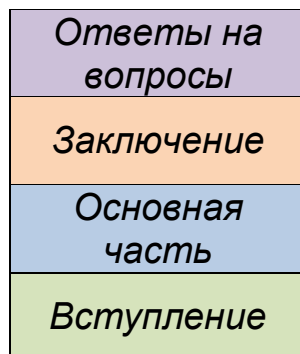 Ответы на
вопросы
Заключение
Основная
часть
Вступление